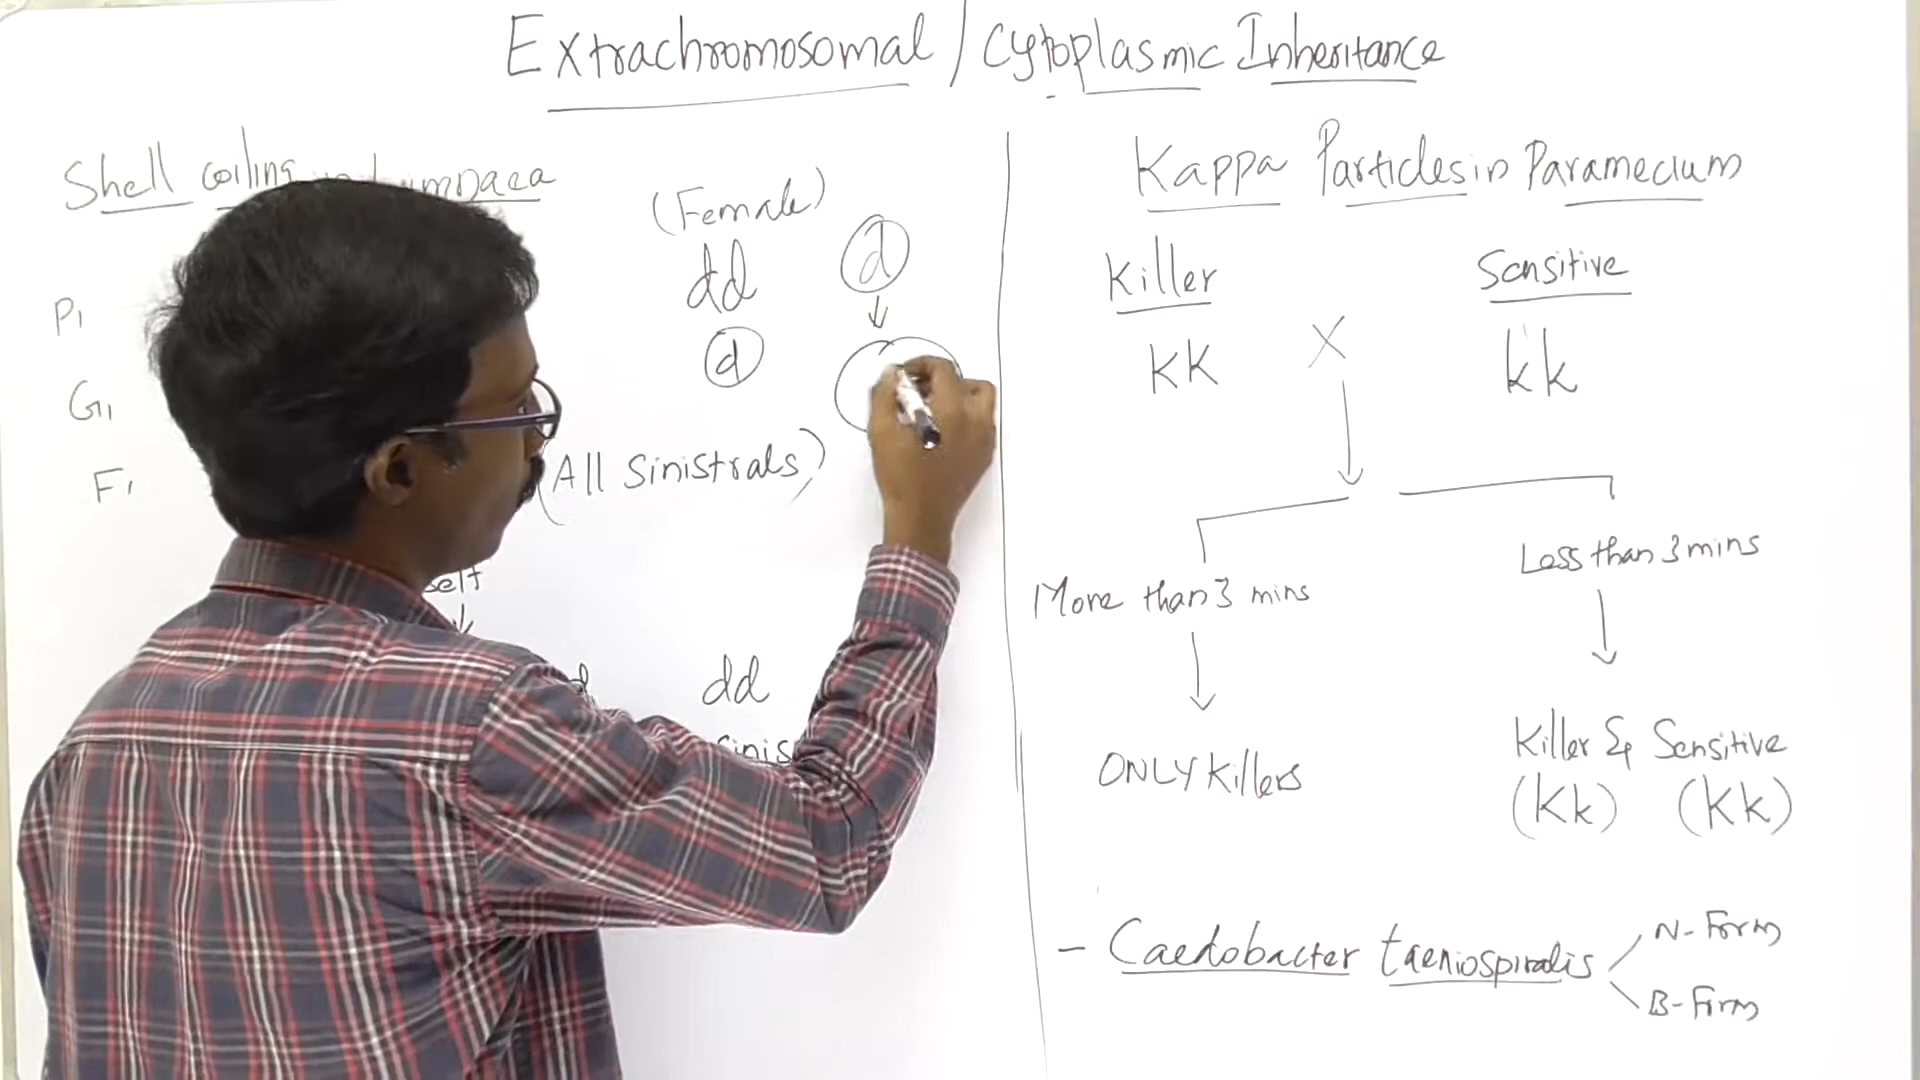 Extrachromosomal / Cytoplasmic Inheritance
Shell coiling
P1
G1
F1
(Female)
dd
d
d
(All Sinistrals)
self
dd
Kappa Particles in Paramecium
Killer
Sensitive
KK X kk
More than 3 mins
Less than 3 mins
ONLY Killers
Killer & Sensitive
(Kk) (Kk)
- Caedobacter taeniospiralis
N-Form
B-Form